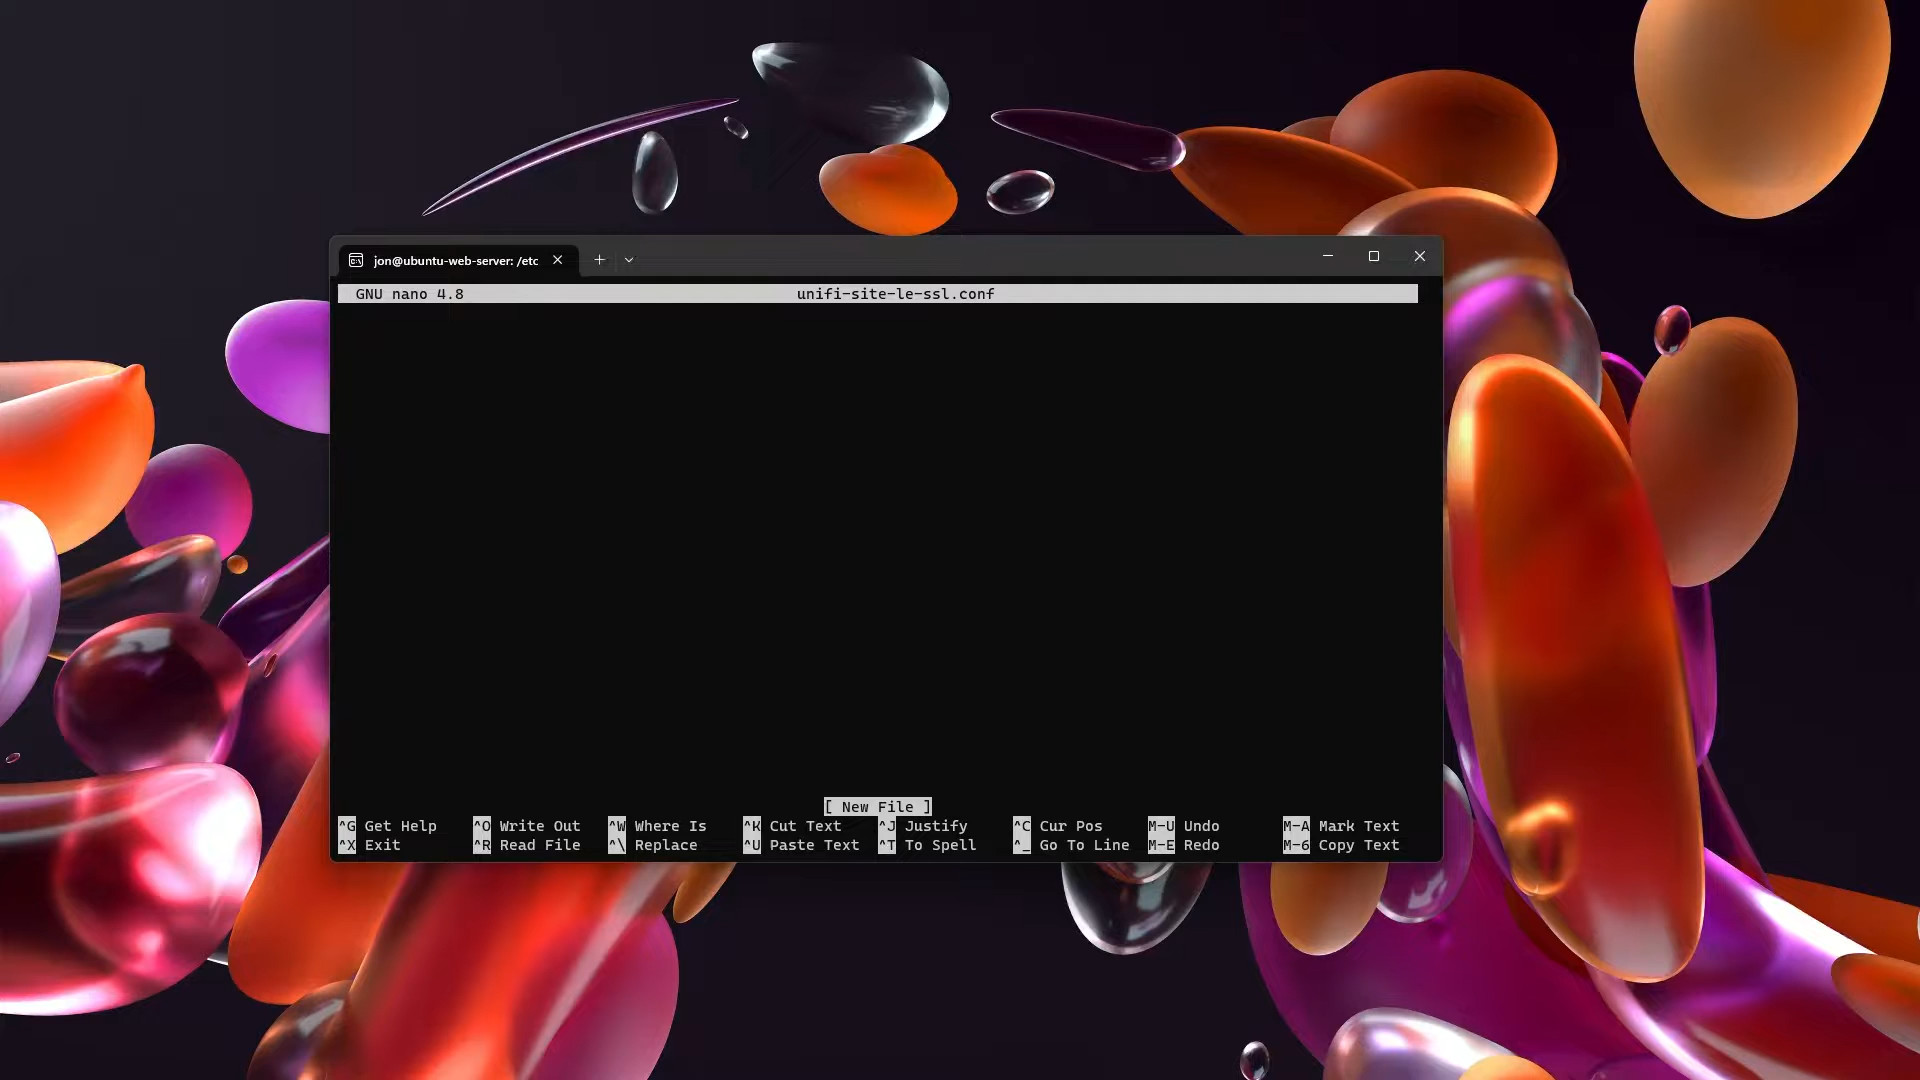 jon@ubuntu-web-server: /etc
GNU nano 4.8 unifi-site-le-ssl.conf
[ New File ]
^G Get Help ^O Write Out ^W Where Is ^K Cut Text ^J Justify ^C Cur Pos M-U Undo M-A Mark Text
^X Exit ^R Read File ^\ Replace ^U Paste Text ^T To Spell ^_ Go To Line M-E Redo M-6 Copy Text